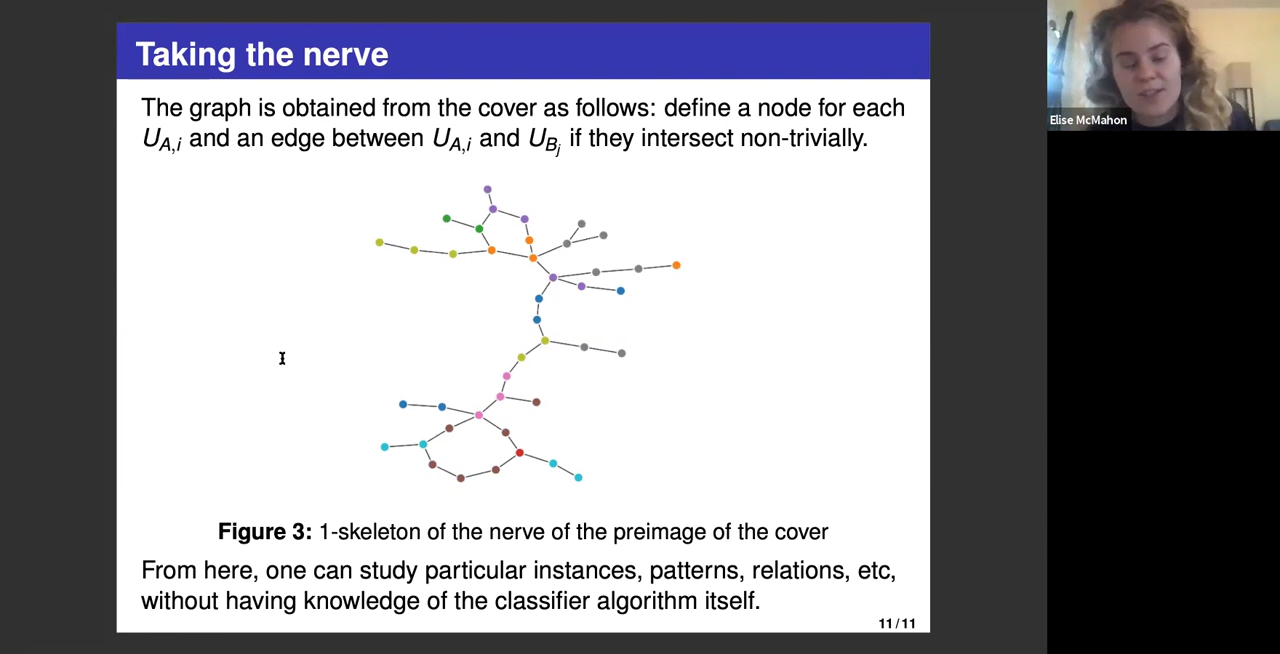 Taking the nerve
The graph is obtained from the cover as follows: define a node for each
U_{A,i} and an edge between U_{A,i} and U_{B_j} if they intersect non-trivially.
Figure 3: 1-skeleton of the nerve of the preimage of the cover
From here, one can study particular instances, patterns, relations, etc,
without having knowledge of the classifier algorithm itself.
11/11
Elise McMahon